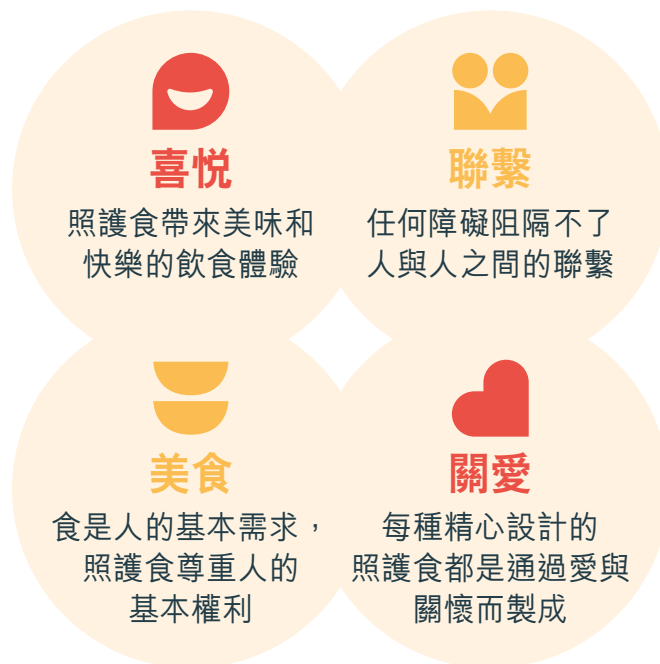 喜悦
照護食帶來美味和
快樂的飲食體驗
聯繫
任何障礙阻隔不了
人與人之間的聯繫
美食
食是人的基本需求，
照護食尊重人的
基本權利
關愛
每種精心設計的
照護食都是通過愛與
關懷而製成